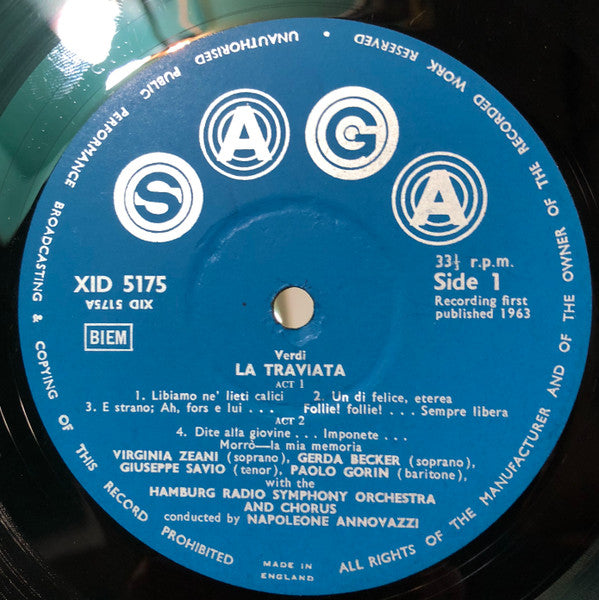 ALL RIGHTS OF THE MANUFACTURER AND OF THE OWNER OF THE RECORDED WORK RESERVED
UNAUTHORISED PUBLIC PERFORMANCE BROADCASTING & COPYING OF THIS RECORD PROHIBITED
SAGA
XID 5175
XID 5175A
BIEM
33⅓ r.p.m.
Side 1
Recording first
published 1963
Verdi
LA TRAVIATA
ACT 1
1. Libiamo ne' lieti calici 2. Un di felice, eterea
3. E strano; Ah, fors e lui . . . Follie! follie! . . . Sempre libera
ACT 2
4. Dite alla giovine . . . Imponete . . .
Morrò—la mia memoria
VIRGINIA ZEANI (soprano), GERDA BECKER (soprano),
GIUSEPPE SAVIO (tenor), PAOLO GORIN (baritone),
with the
HAMBURG RADIO SYMPHONY ORCHESTRA
AND CHORUS
conducted by NAPOLEONE ANNOVAZZI
MADE IN
ENGLAND